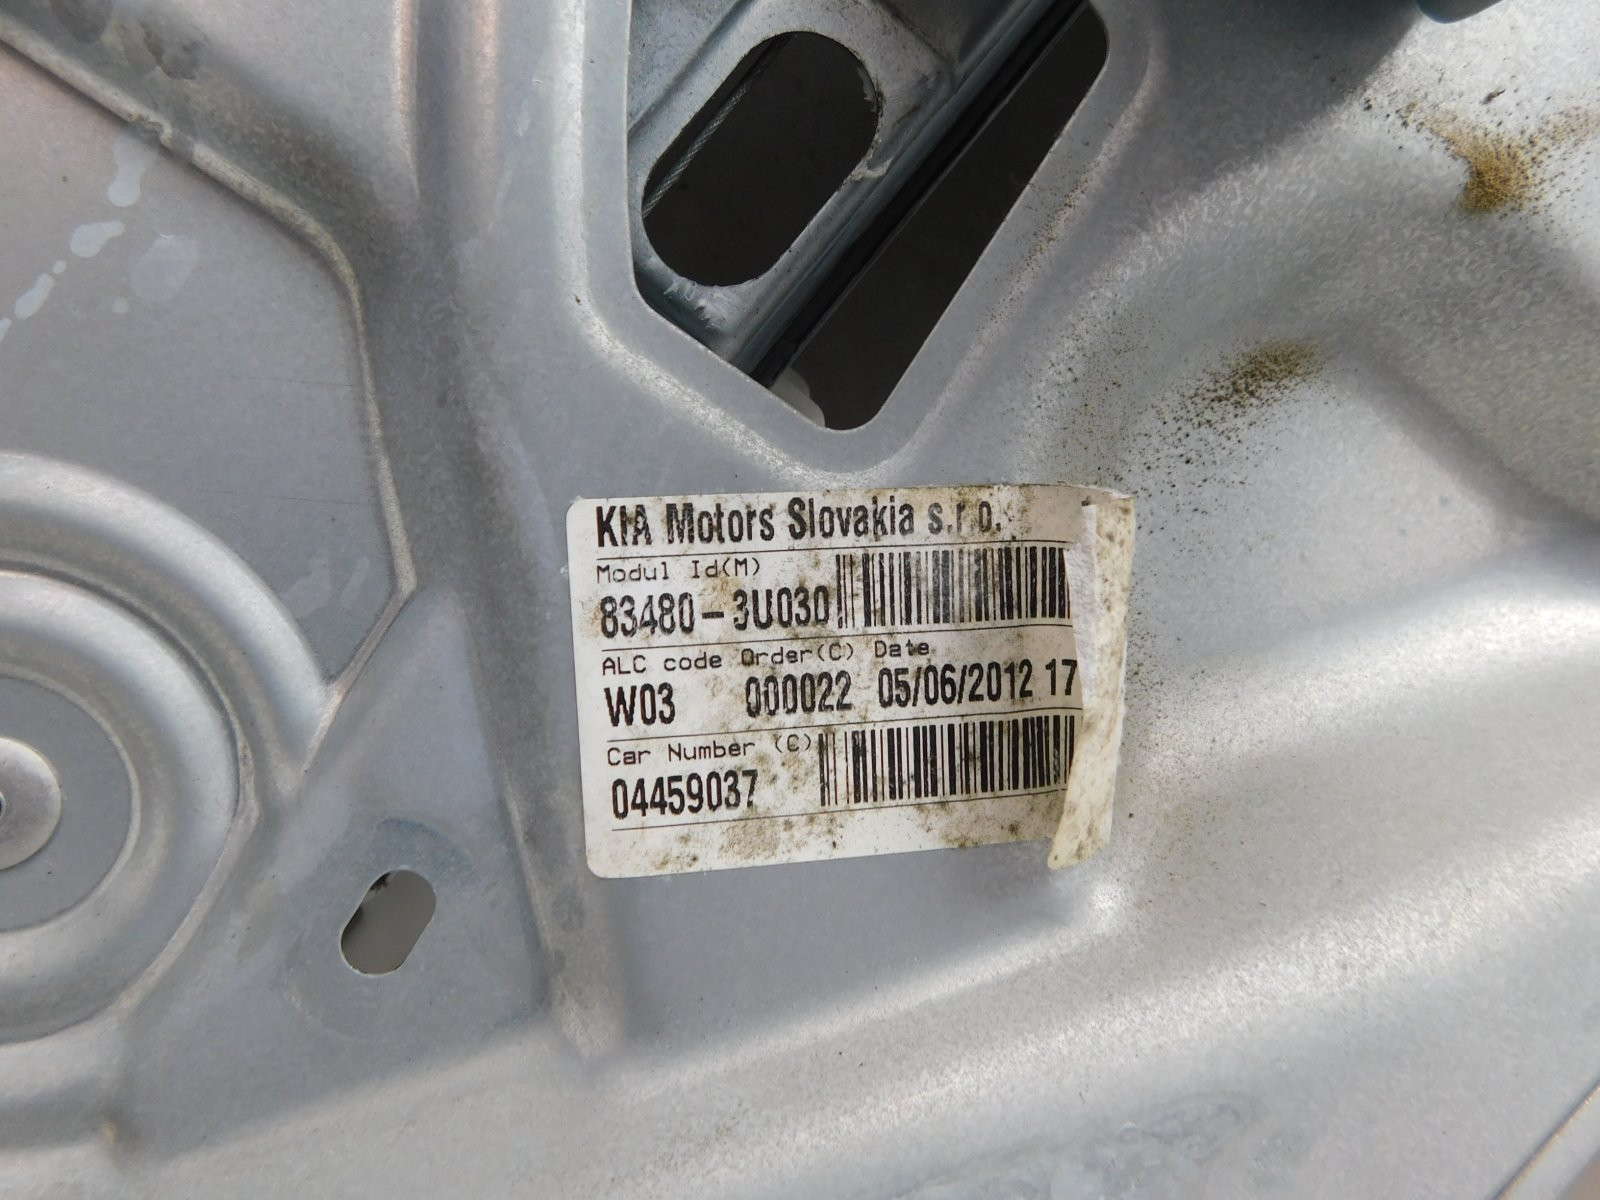 KIA Motors Slovakia s.r.o.
Modul Id(M)
83480-3U030
ALC code Order(C) Date
W03 000022 05/06/2012 17
Car Number (C)
04459037